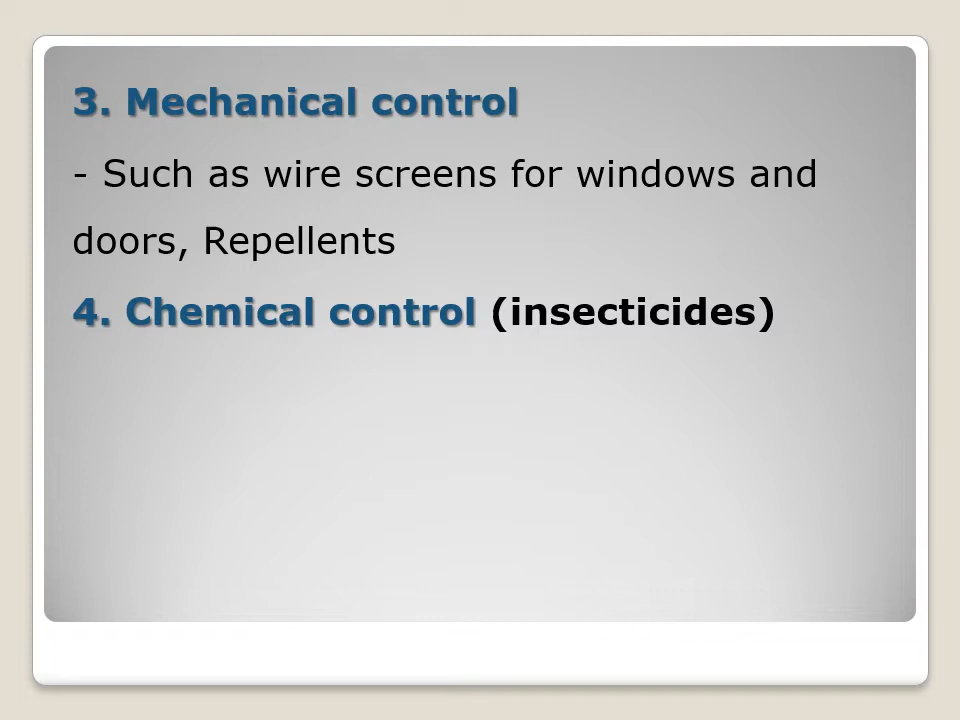 3. Mechanical control
- Such as wire screens for windows and
doors, Repellents
4. Chemical control (insecticides)